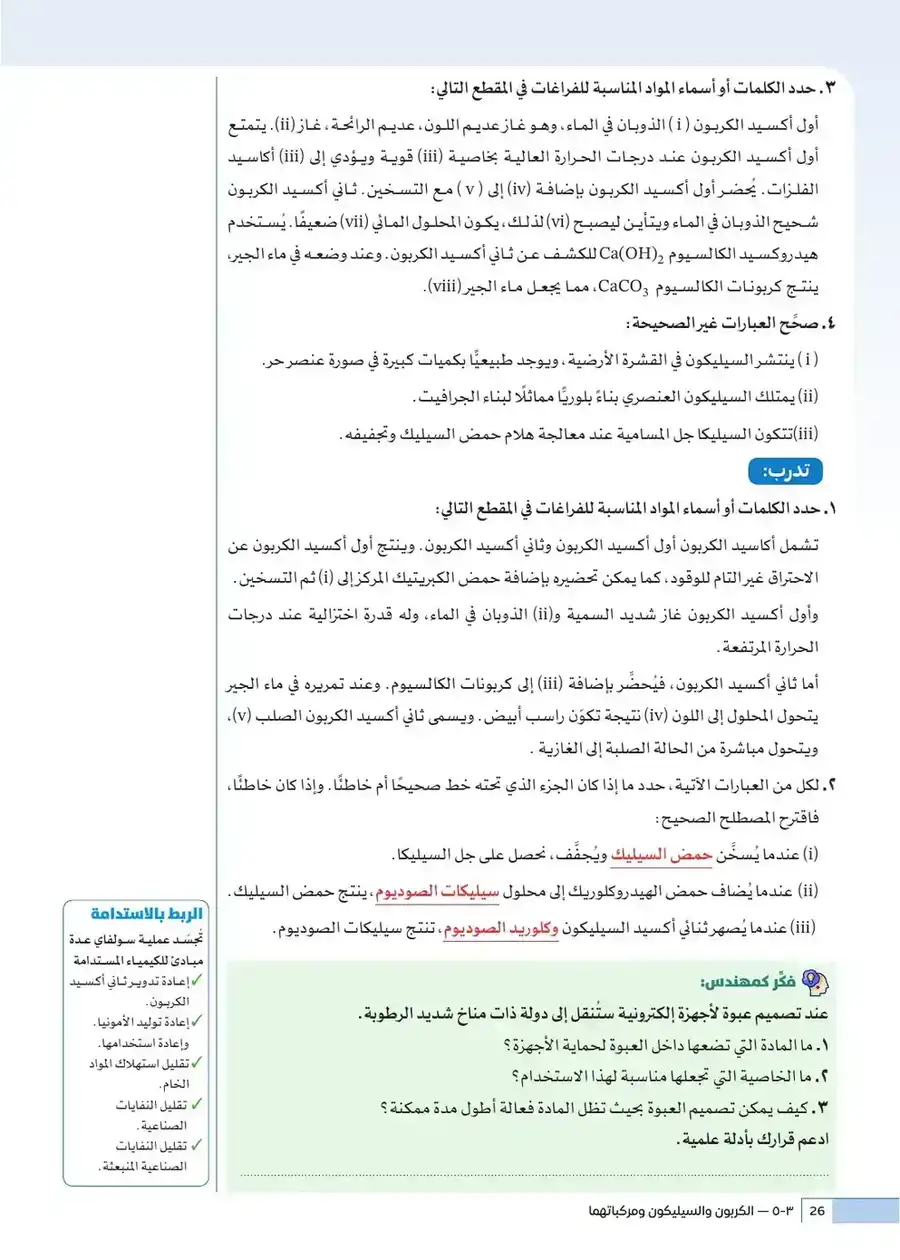 ٣. حدد الكلمات أو أسماء المواد المناسبة للفراغات في المقطع التالي:
أول أكسيد الكربون (i) الذوبان في الماء، وهو غاز عديم اللون، عديم الرائحة، غاز (ii). يتمتع
أول أكسيد الكربون عند درجات الحرارة العالية بخاصية (iii) قوية ويؤدي إلى (iii) أكاسيد
الفلزات. يُحضر أول أكسيد الكربون بإضافة (iv) إلى (v) مع التسخين. ثاني أكسيد الكربون
شحيح الذوبان في الماء ويتأين ليصبح (vi) لذلك، يكون المحلول المائي (vii) ضعيفًا. يُستخدم
هيدروكسيد الكالسيوم Ca(OH)₂ للكشف عن ثاني أكسيد الكربون. وعند وضعه في ماء الجير،
ينتج كربونات الكالسيوم CaCO₃، مما يجعل ماء الجير (viii).
٤. صحِّح العبارات غير الصحيحة:
(i) ينتشر السيليكون في القشرة الأرضية، ويوجد طبيعيًّا بكميات كبيرة في صورة عنصر حر.
(ii) يمتلك السيليكون العنصري بناءً بلوريًّا مماثلًا لبناء الجرافيت.
(iii) تتكون السيليكا جل المسامية عند معالجة هلام حمض السيليك وتجفيفه.
تدرب:
١. حدد الكلمات أو أسماء المواد المناسبة للفراغات في المقطع التالي:
تشمل أكاسيد الكربون أول أكسيد الكربون وثاني أكسيد الكربون. وينتج أول أكسيد الكربون عن
الاحتراق غير التام للوقود، كما يمكن تحضيره بإضافة حمض الكبريتيك المركز إلى (i) ثم التسخين.
وأول أكسيد الكربون غاز شديد السمية و(ii) الذوبان في الماء، وله قدرة اختزالية عند درجات
الحرارة المرتفعة.
أما ثاني أكسيد الكربون، فيُحضَّر بإضافة (iii) إلى كربونات الكالسيوم. وعند تمريره في ماء الجير
يتحول المحلول إلى اللون (iv) نتيجة تكوّن راسب أبيض. ويسمى ثاني أكسيد الكربون الصلب (v)،
ويتحول مباشرة من الحالة الصلبة إلى الغازية .
٢. لكل من العبارات الآتية، حدد ما إذا كان الجزء الذي تحته خط صحيحًا أم خاطئًا. وإذا كان خاطئًا،
فاقترح المصطلح الصحيح:
(i) عندما يُسخَّن حمض السيليك ويُجفَّف، نحصل على جل السيليكا.
(ii) عندما يُضاف حمض الهيدروكلوريك إلى محلول سيليكات الصوديوم، ينتج حمض السيليك.
(iii) عندما يُصهر ثنائي أكسيد السيليكون وكلوريد الصوديوم، تنتج سيليكات الصوديوم.
فكِّر كمهندس:
عند تصميم عبوة لأجهزة إلكترونية ستُنقل إلى دولة ذات مناخ شديد الرطوبة.
١. ما المادة التي تضعها داخل العبوة لحماية الأجهزة؟
٢. ما الخاصية التي تجعلها مناسبة لهذا الاستخدام؟
٣. كيف يمكن تصميم العبوة بحيث تظل المادة فعالة أطول مدة ممكنة؟
ادعم قرارك بأدلة علمية.
الربط بالاستدامة
تُجسّد عملية سولفاي عدة
مبادئ للكيمياء المستدامة
✓ إعادة تدوير ثاني أكسيد
الكربون.
✓ إعادة توليد الأمونيا.
وإعادة استخدامها.
✓ تقليل استهلاك المواد
الخام.
✓ تقليل النفايات
الصناعية.
✓ تقليل النفايات
الصناعية المنبعثة.
26 ٣-٥ — الكربون والسيليكون ومركباتهما